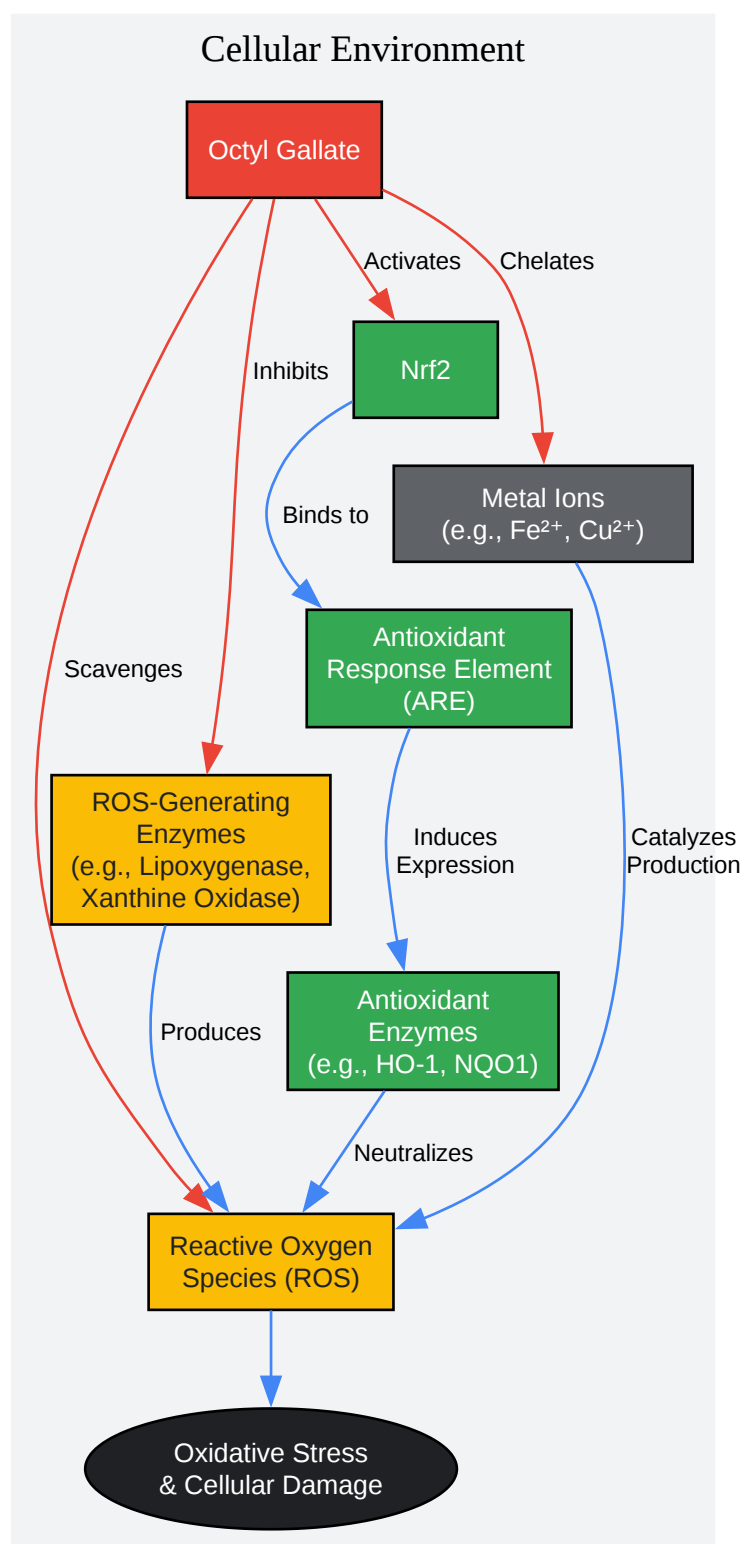 Cellular Environment
Octyl Gallate
Activates
Chelates
Inhibits
Nrf2
Binds to
Metal Ions
(e.g., Fe²⁺, Cu²⁺)
Antioxidant
Response Element
(ARE)
Scavenges
ROS-Generating
Enzymes
(e.g., Lipoxygenase,
Xanthine Oxidase)
Induces
Expression
Catalyzes
Production
Antioxidant
Enzymes
(e.g., HO-1, NQO1)
Produces
Neutralizes
Reactive Oxygen
Species (ROS)
Oxidative Stress
& Cellular Damage